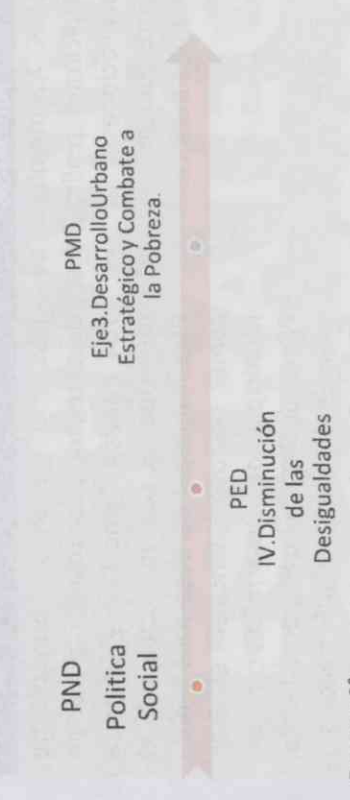 PND
Politica
Social
PED
IV.Disminución
de las
Desigualdades
PMD
Eje3.DesarrolloUrbano
Estratégico y Combate a
la Pobreza.